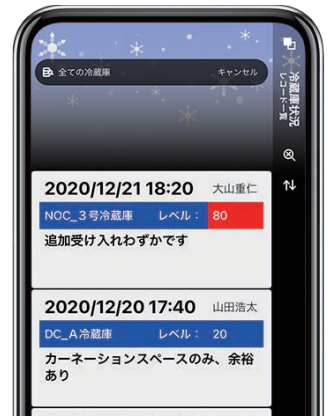 全ての冷蔵庫 キャンセル
冷蔵庫状況
レコード一覧
2020/12/21 18:20 大山重仁
NOC_3号冷蔵庫 レベル： 80
追加受け入れわずかです
2020/12/20 17:40 山田浩太
DC_A冷蔵庫 レベル： 20
カーネーションスペースのみ、余裕
あり